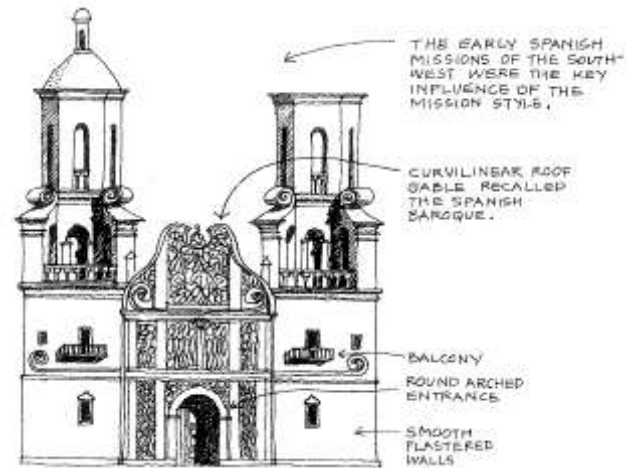 THE EARLY SPANISH
MISSIONS OF THE SOUTH-
WEST WERE THE KEY
INFLUENCE OF THE
MISSION STYLE.
CURVILINEAR ROOF
GABLE RECALLED
THE SPANISH
BAROQUE.
BALCONY
ROUND ARCHED
ENTRANCE
SMOOTH
PLASTERED
WALLS